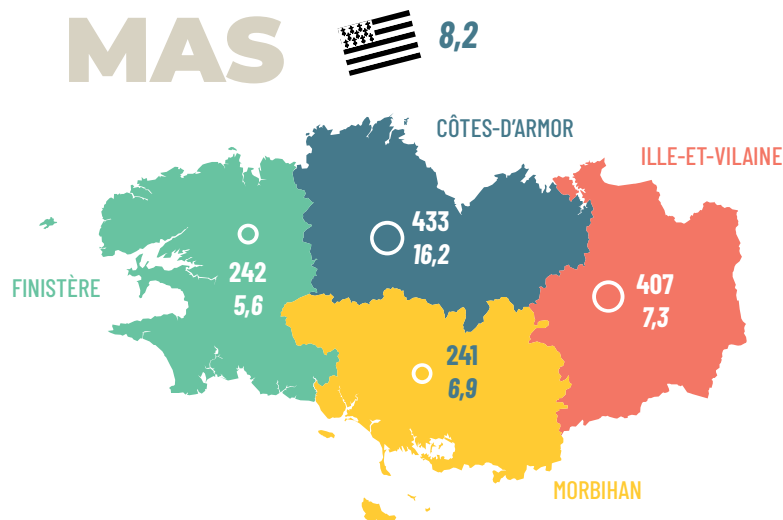 MAS
8,2
CÔTES-D'ARMOR
ILLE-ET-VILAINE
433
16,2
242
5,6
FINISTÈRE
407
7,3
241
6,9
MORBIHAN